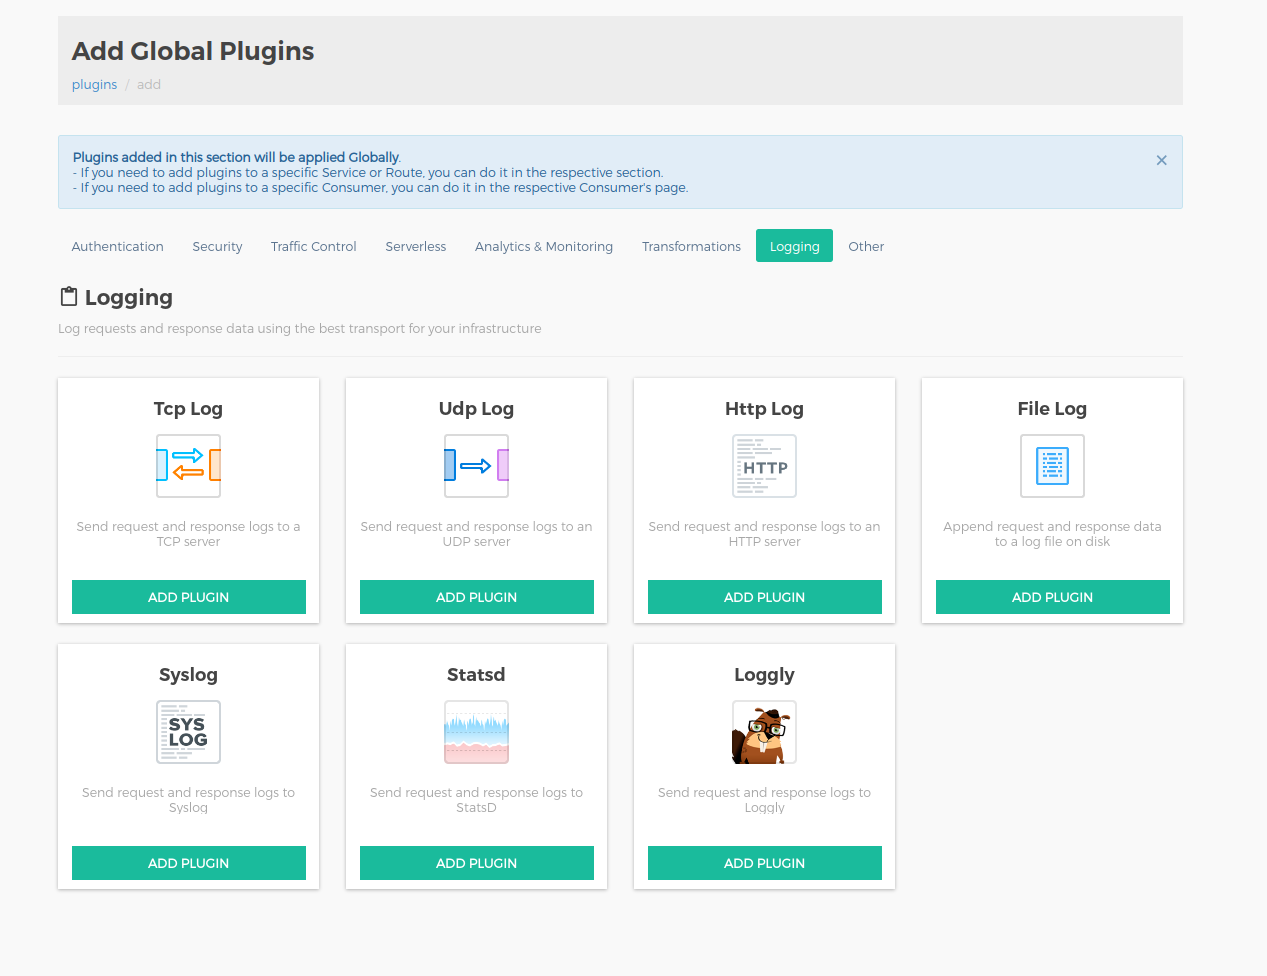 Add Global Plugins
plugins / add
Plugins added in this section will be applied Globally.
- If you need to add plugins to a specific Service or Route, you can do it in the respective section.
- If you need to add plugins to a specific Consumer, you can do it in the respective Consumer's page.
×
Authentication Security Traffic Control Serverless Analytics & Monitoring Transformations Logging Other
Logging
Log requests and response data using the best transport for your infrastructure
Tcp Log
Send request and response logs to a
TCP server
ADD PLUGIN
Udp Log
Send request and response logs to an
UDP server
ADD PLUGIN
Http Log
HTTP
Send request and response logs to an
HTTP server
ADD PLUGIN
File Log
Append request and response data
to a log file on disk
ADD PLUGIN
Syslog
SYS
LOG
Send request and response logs to
Syslog
ADD PLUGIN
Statsd
Send request and response logs to
StatsD
ADD PLUGIN
Loggly
Send request and response logs to
Loggly
ADD PLUGIN